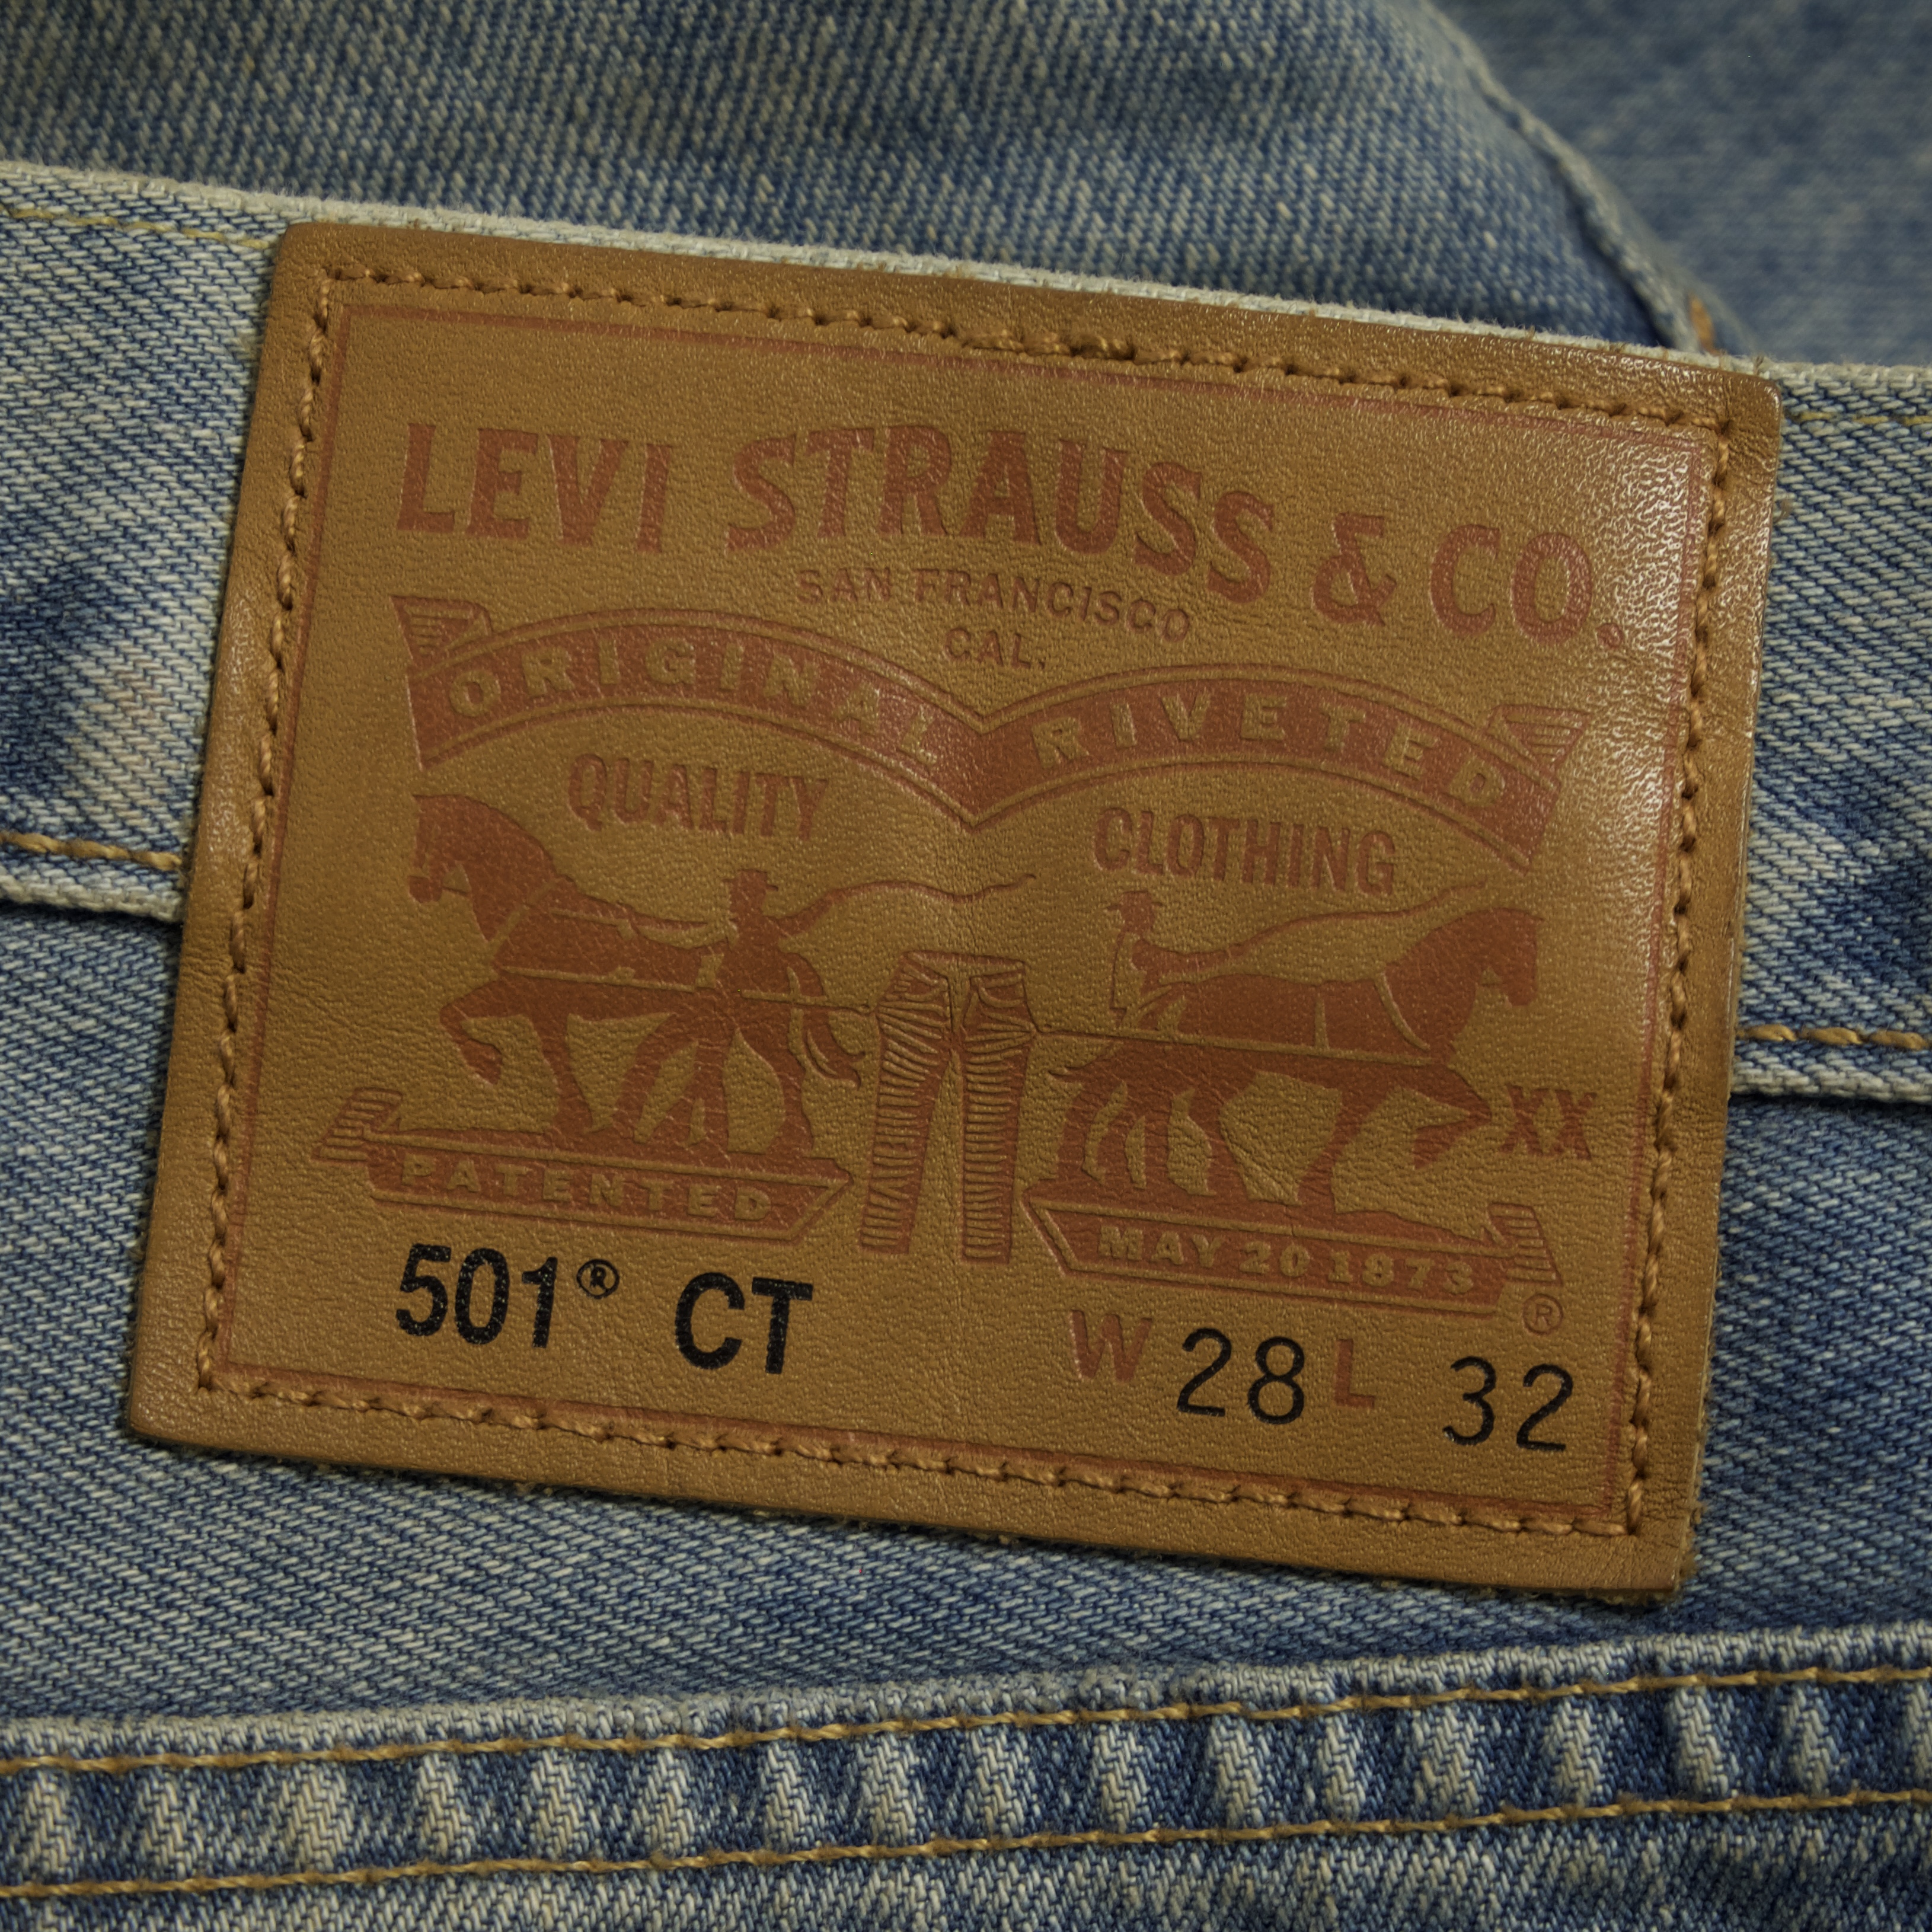 LEVI STRAUSS & CO.
SAN FRANCISCO
CAL.
ORIGINAL RIVETED
QUALITY CLOTHING
XX
PATENTED MAY 20 1873
®
501® CT W 28 L 32